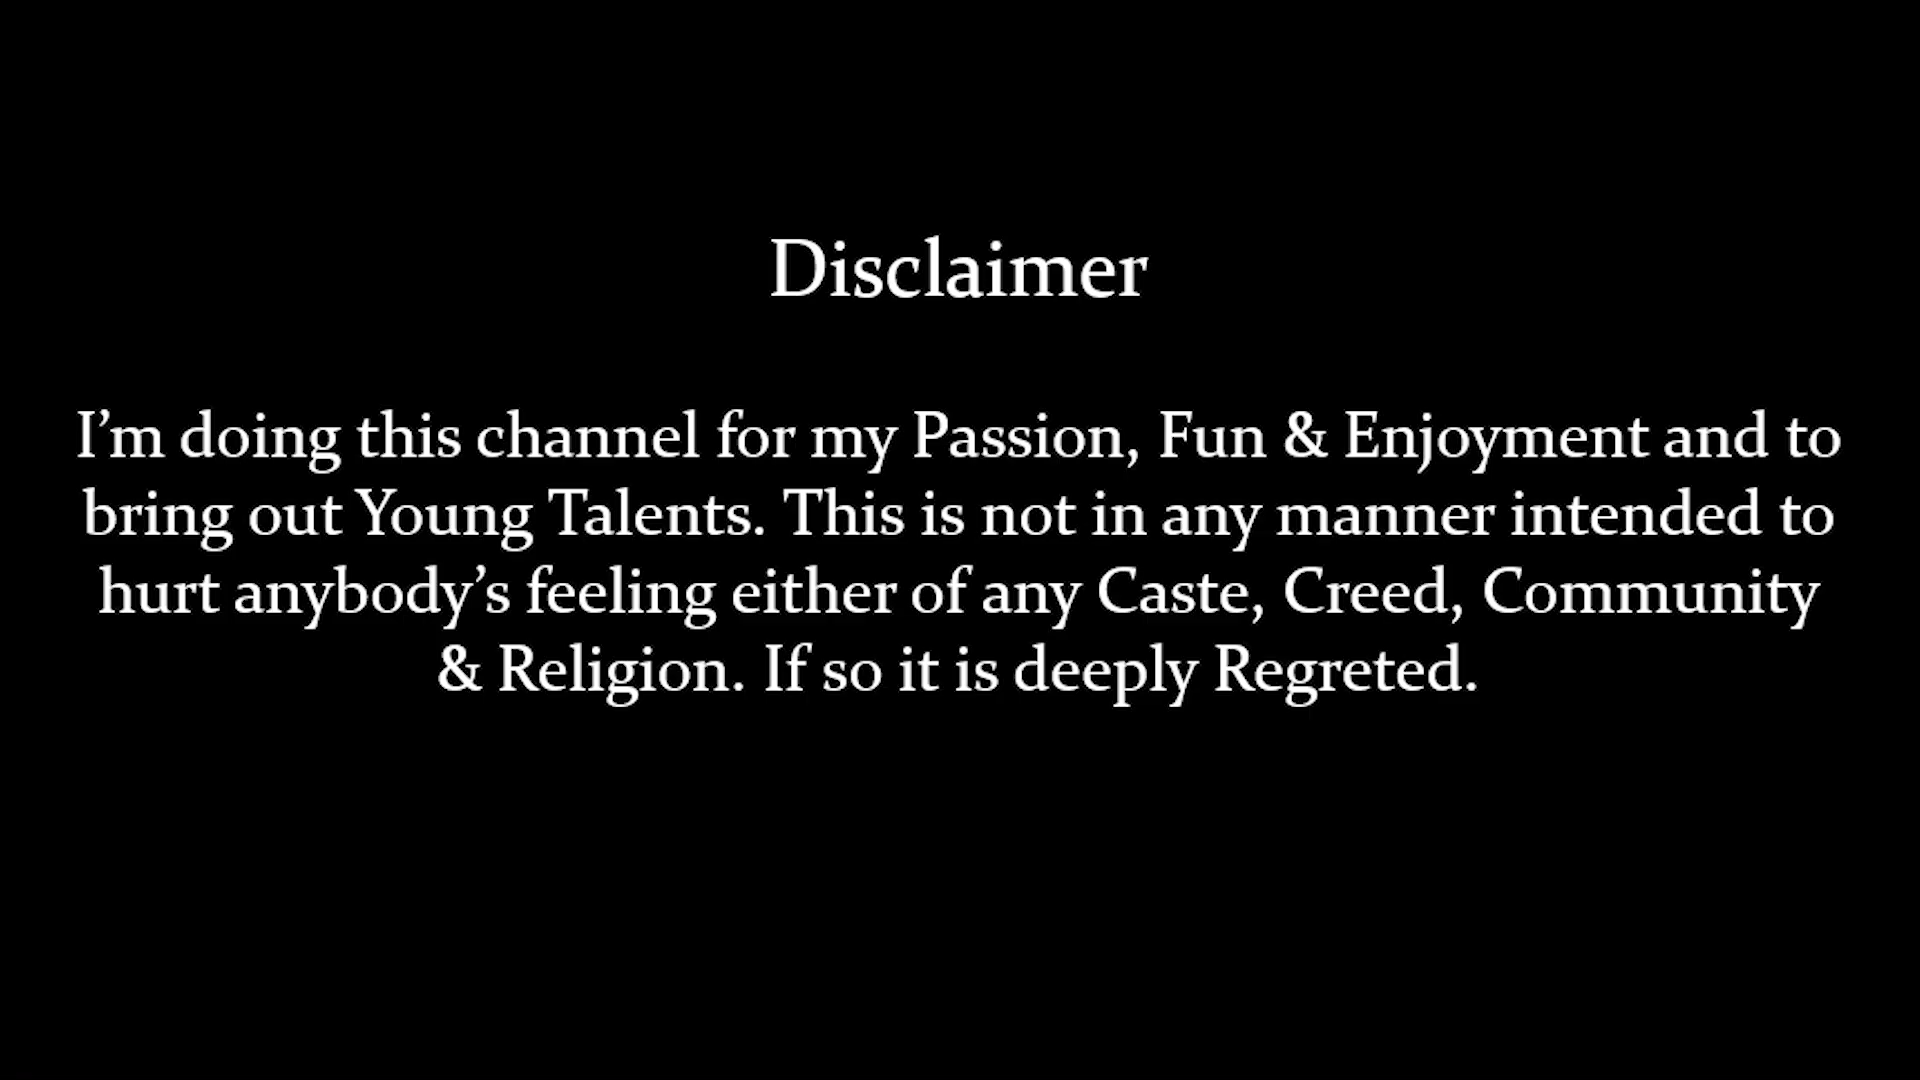 Disclaimer
I’m doing this channel for my Passion, Fun & Enjoyment and to
bring out Young Talents. This is not in any manner intended to
hurt anybody’s feeling either of any Caste, Creed, Community
& Religion. If so it is deeply Regreted.